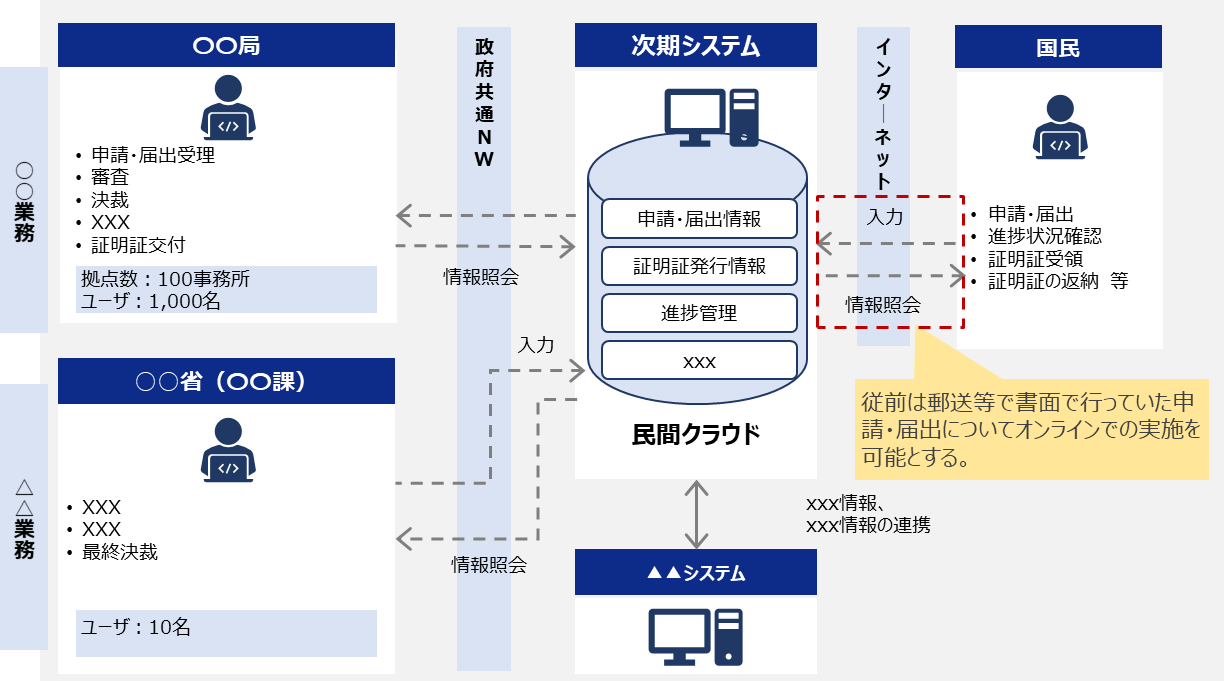 〇〇局
政府共通NW
次期システム
インターネット
国民
〇〇業務
• 申請・届出受理
• 審査
• 決裁
• XXX
• 証明証交付
拠点数：100事務所
ユーザ：1,000名
情報照会
申請・届出情報
証明証発行情報
進捗管理
xxx
民間クラウド
入力
情報照会
• 申請・届出
• 進捗状況確認
• 証明証受領
• 証明証の返納 等
従前は郵送等で書面で行っていた申
請・届出についてオンラインでの実施を
可能とする。
△△業務
○○省（〇〇課）
• XXX
• XXX
• 最終決裁
ユーザ：10名
入力
情報照会
xxx情報、
xxx情報の連携
▲▲システム